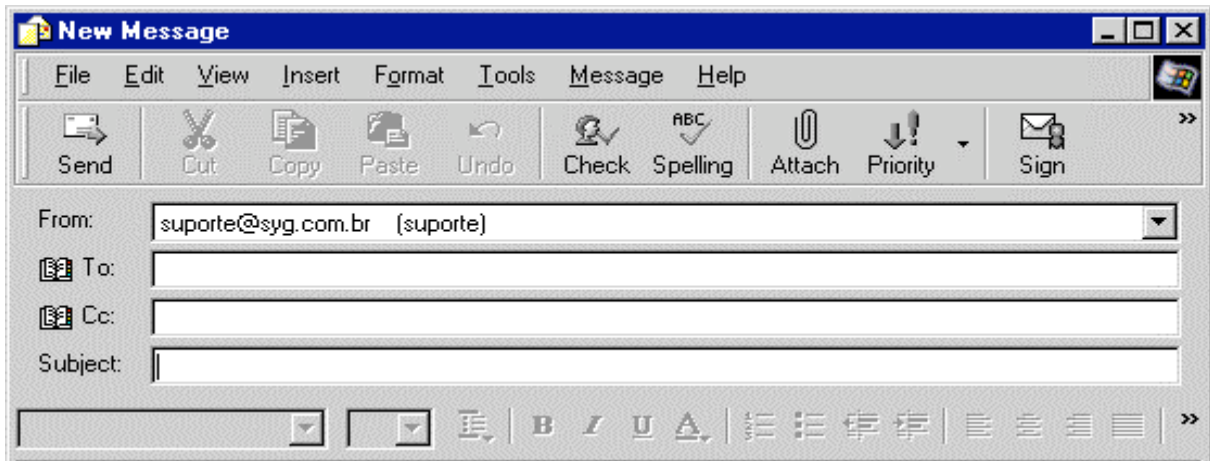 New Message
File Edit View Insert Format Tools Message Help
ABC
Send Cut Copy Paste Undo Check Spelling Attach Priority Sign
From: suporte@syg.com.br (suporte)
To:
Cc:
Subject:
B I U A